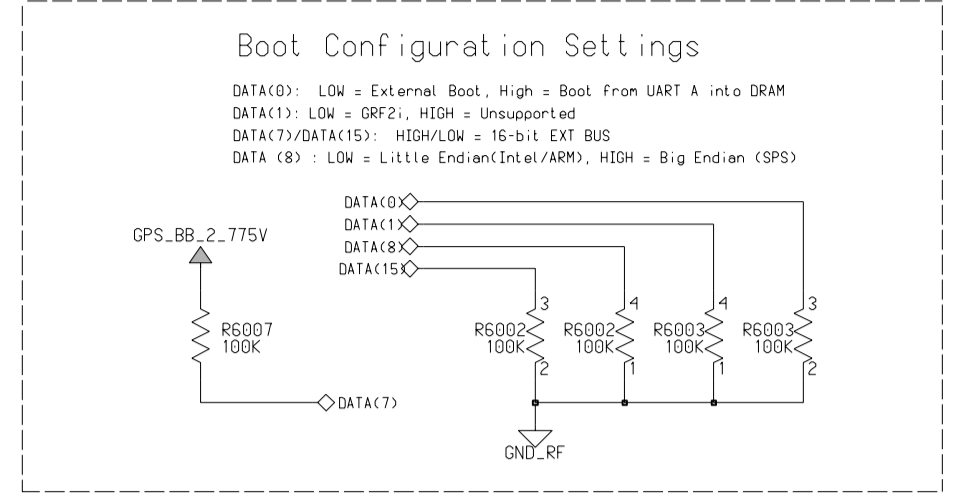 Boot Configuration Settings
DATA(0): LOW = External Boot, High = Boot from UART A into DRAM
DATA(1): LOW = GRF2i, HIGH = Unsupported
DATA(7)/DATA(15): HIGH/LOW = 16-bit EXT BUS
DATA (8) : LOW = Little Endian(Intel/ARM), HIGH = Big Endian (SPS)
DATA(0)
DATA(1)
DATA(8)
DATA(15)
GPS_BB_2_775V
R6007
100K
DATA(7)
3
R6002
100K
2
4
R6002
100K
1
4
R6003
100K
1
3
R6003
100K
2
GND_RF